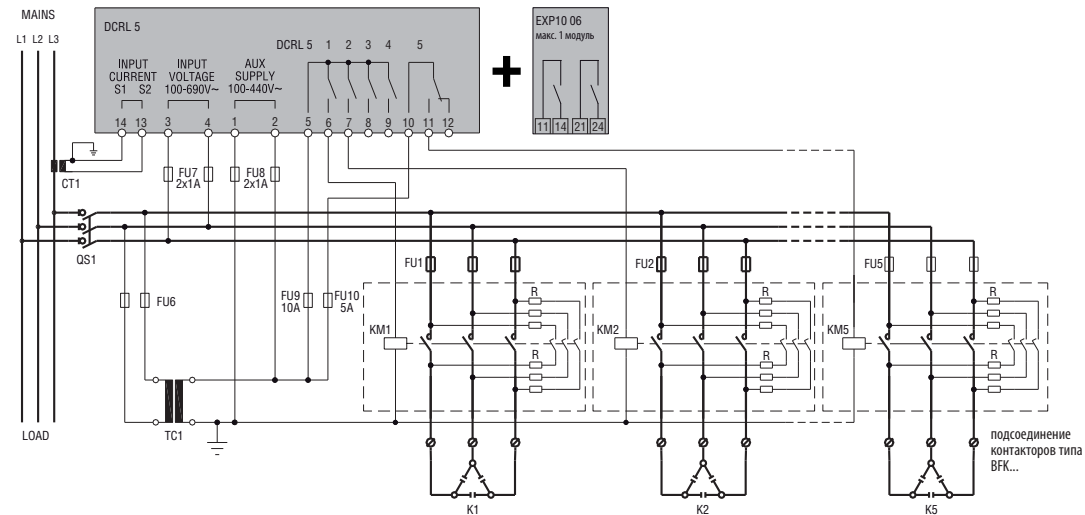 MAINS
L1 L2 L3
DCRL 5
INPUT
CURRENT
S1 S2
INPUT
VOLTAGE
100-690V~
AUX
SUPPLY
100-440V~
DCRL 5 1 2 3 4 5
14 13 3 4 1 2 5 6 7 8 9 10 11 12
EXP10 06
макс. 1 модуль
11 14 21 24
CT1
FU7
2x1A
FU8
2x1A
QS1
FU6
FU9
10A
FU10
5A
FU1
FU2
FU5
KM1
R
R
KM2
R
R
KM5
R
R
TC1
LOAD
K1
K2
K5
подсоединение
контакторов типа
BFK...